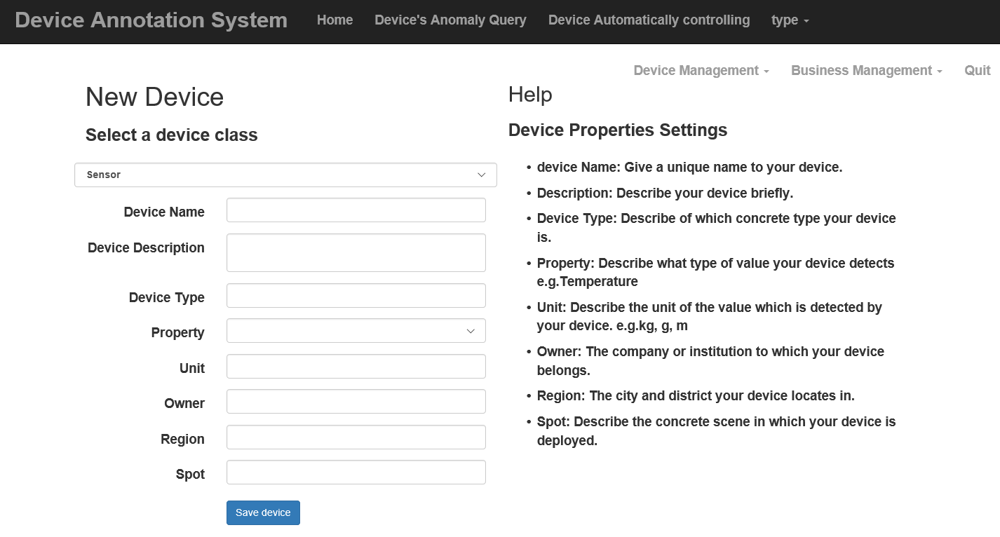 Device Annotation System Home Device's Anomaly Query Device Automatically controlling type
Device Management Business Management Quit
New Device
Select a device class
Sensor
Device Name
Device Description
Device Type
Property
Unit
Owner
Region
Spot
Save device
Help
Device Properties Settings
• device Name: Give a unique name to your device.
• Description: Describe your device briefly.
• Device Type: Describe of which concrete type your device
is.
• Property: Describe what type of value your device detects
e.g.Temperature
• Unit: Describe the unit of the value which is detected by
your device. e.g.kg, g, m
• Owner: The company or institution to which your device
belongs.
• Region: The city and district your device locates in.
• Spot: Describe the concrete scene in which your device is
deployed.